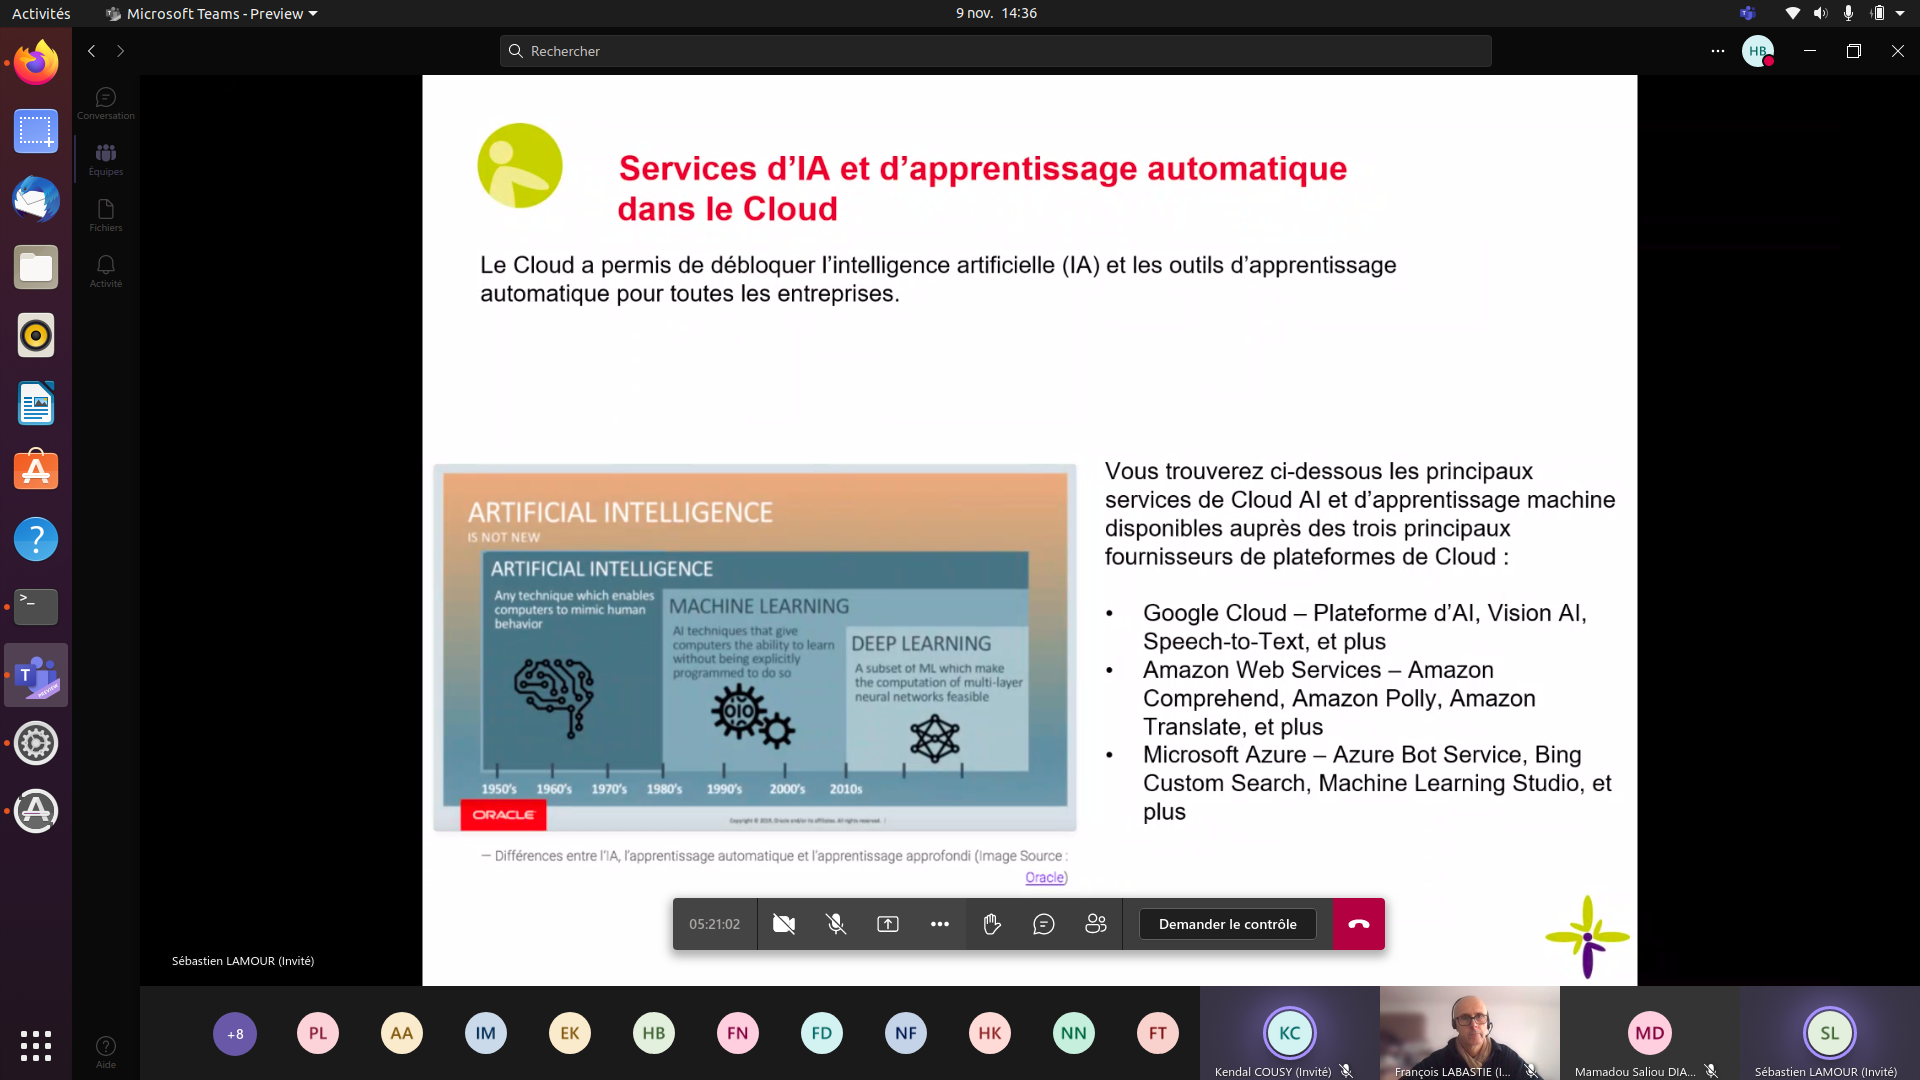 Activités
Microsoft Teams - Preview
9 nov. 14:36
Rechercher
HB
Conversation
Équipes
Fichiers
Activité
Aide
Services d’IA et d’apprentissage automatique
dans le Cloud
Le Cloud a permis de débloquer l’intelligence artificielle (IA) et les outils d’apprentissage
automatique pour toutes les entreprises.
ARTIFICIAL INTELLIGENCE
IS NOT NEW
ARTIFICIAL INTELLIGENCE
Any technique which enables
computers to mimic human
behavior
MACHINE LEARNING
AI techniques that give
computers the ability to learn
without being explicitly
programmed to do so
DEEP LEARNING
A subset of ML which make
the computation of multi-layer
neural networks feasible
1950's 1960's 1970's 1980's 1990's 2000's 2010s
ORACLE
Copyright © 2019, Oracle and/or its affiliates. All rights reserved. |
— Différences entre l’IA, l’apprentissage automatique et l’apprentissage approfondi (Image Source :
Oracle)
Vous trouverez ci-dessous les principaux
services de Cloud AI et d’apprentissage machine
disponibles auprès des trois principaux
fournisseurs de plateformes de Cloud :
• Google Cloud – Plateforme d’AI, Vision AI,
Speech-to-Text, et plus
• Amazon Web Services – Amazon
Comprehend, Amazon Polly, Amazon
Translate, et plus
• Microsoft Azure – Azure Bot Service, Bing
Custom Search, Machine Learning Studio, et
plus
05:21:02
Demander le contrôle
Sébastien LAMOUR (Invité)
+8 PL AA IM EK HB FN FD NF HK NN FT KC MD SL
Kendal COUSY (Invité)
François LABASTIE (I...
Mamadou Saliou DIA...
Sébastien LAMOUR (Invité)